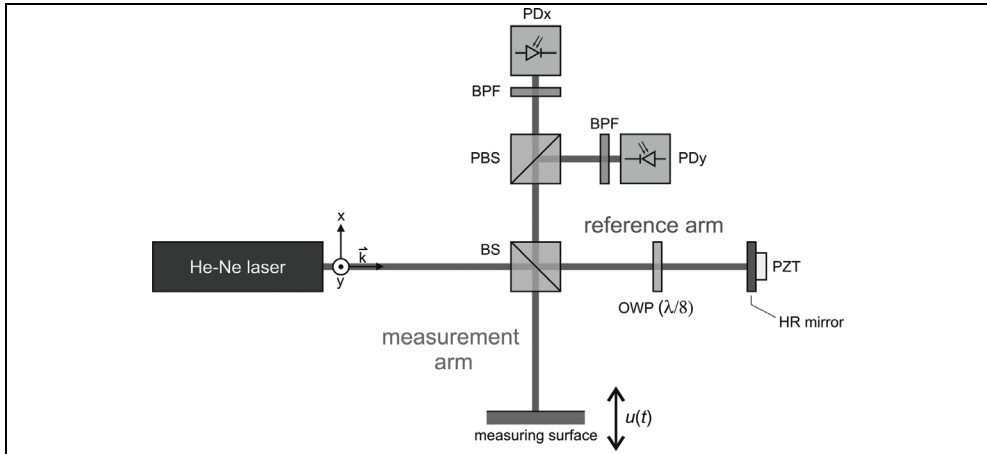 PDx
BPF
BPF
PBS
PDy
reference arm
x
BS
k
He-Ne laser
y
PZT
OWP (λ/8)
HR mirror
measurement
arm
u(t)
measuring surface